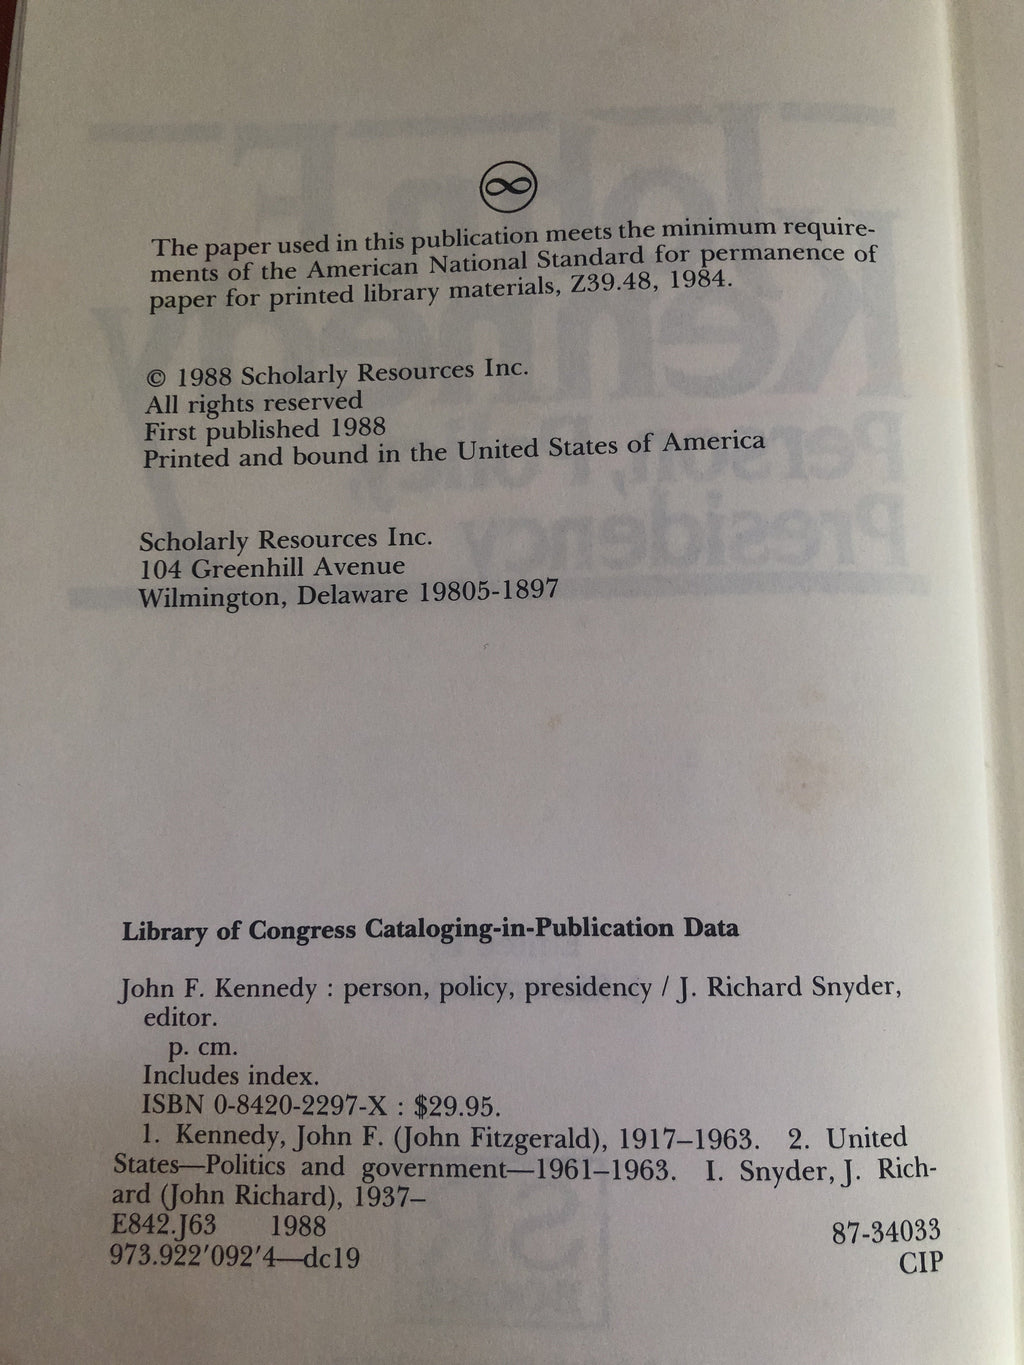 The paper used in this publication meets the minimum require-
ments of the American National Standard for permanence of
paper for printed library materials, Z39.48, 1984.
© 1988 Scholarly Resources Inc.
All rights reserved
First published 1988
Printed and bound in the United States of America
Scholarly Resources Inc.
104 Greenhill Avenue
Wilmington, Delaware 19805-1897
Library of Congress Cataloging-in-Publication Data
John F. Kennedy : person, policy, presidency / J. Richard Snyder,
editor.
p. cm.
Includes index.
ISBN 0-8420-2297-X : $29.95.
1. Kennedy, John F. (John Fitzgerald), 1917–1963. 2. United
States—Politics and government—1961–1963. I. Snyder, J. Rich-
ard (John Richard), 1937–
E842.J63 1988 87-34033
973.922′092′4—dc19 CIP